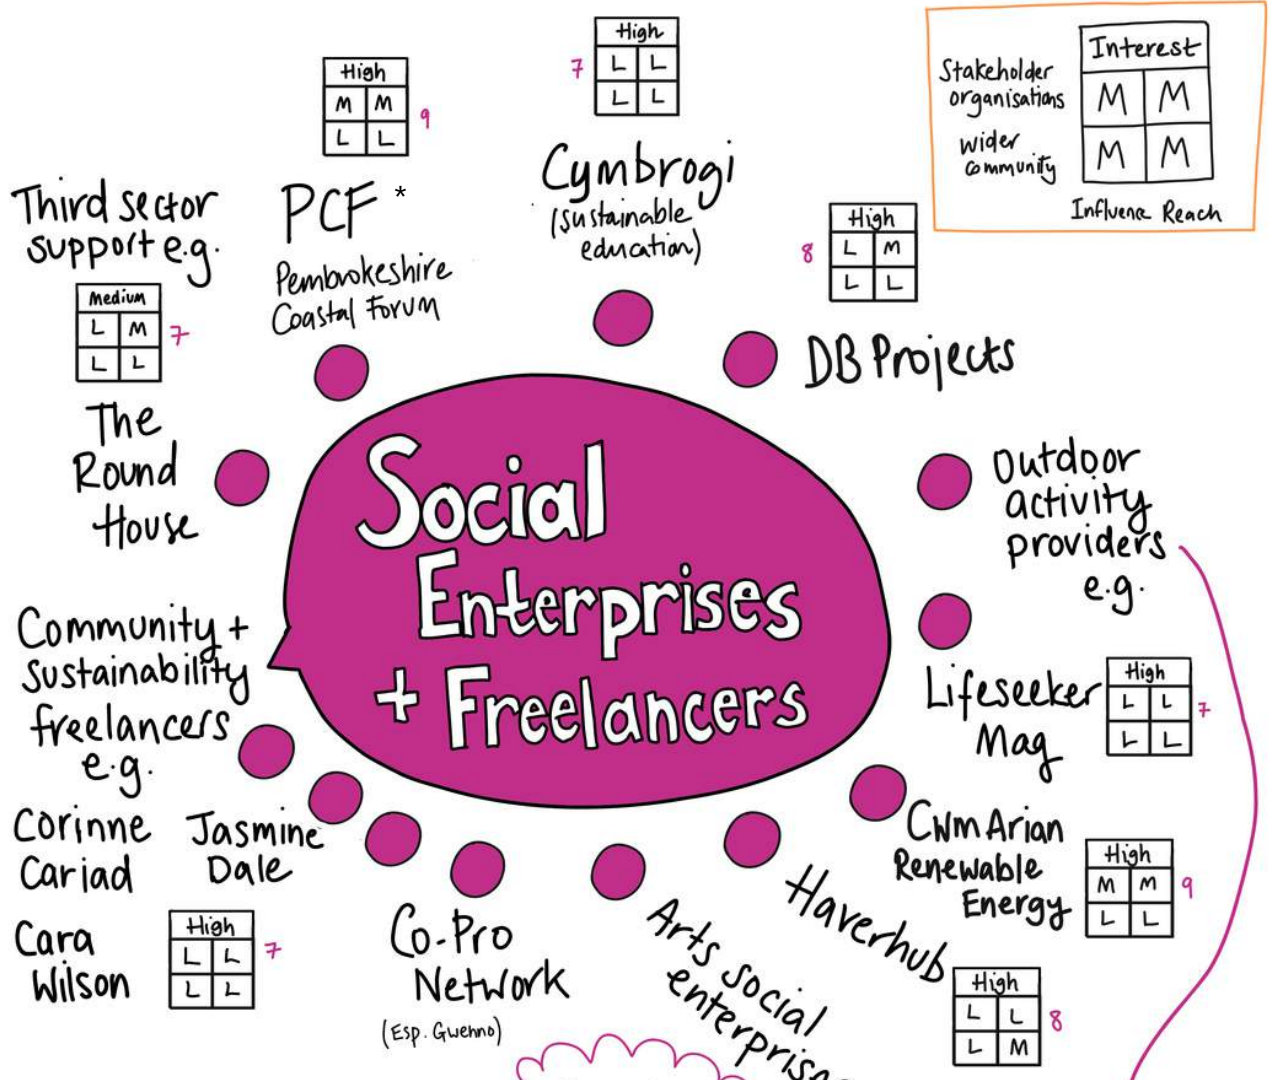 High
L L
L L
7
Cymbrogi
(sustainable
education)
High
M M
L L
9
PCF *
Pembrokeshire
Coastal Forum
Interest
Stakeholder
organisations
M M
wider
community
M M
Influence Reach
Third sector
support e.g.
Medium
L M
L L
7
The
Round
House
High
L M
L L
8
DB Projects
Social
Enterprises
+ Freelancers
Outdoor
activity
providers
e.g.
Lifeseeker
Mag
High
L L
L L
7
Cwm Arian
Renewable
Energy
High
M M
L L
9
Haverhub
High
L L
L M
8
Arts social
enterprises
Co-Pro
Network
(Esp. Gwenno)
Community +
Sustainability
freelancers
e.g.
Corinne
Cariad
Jasmine
Dale
Cara
Wilson
High
L L
L L
7